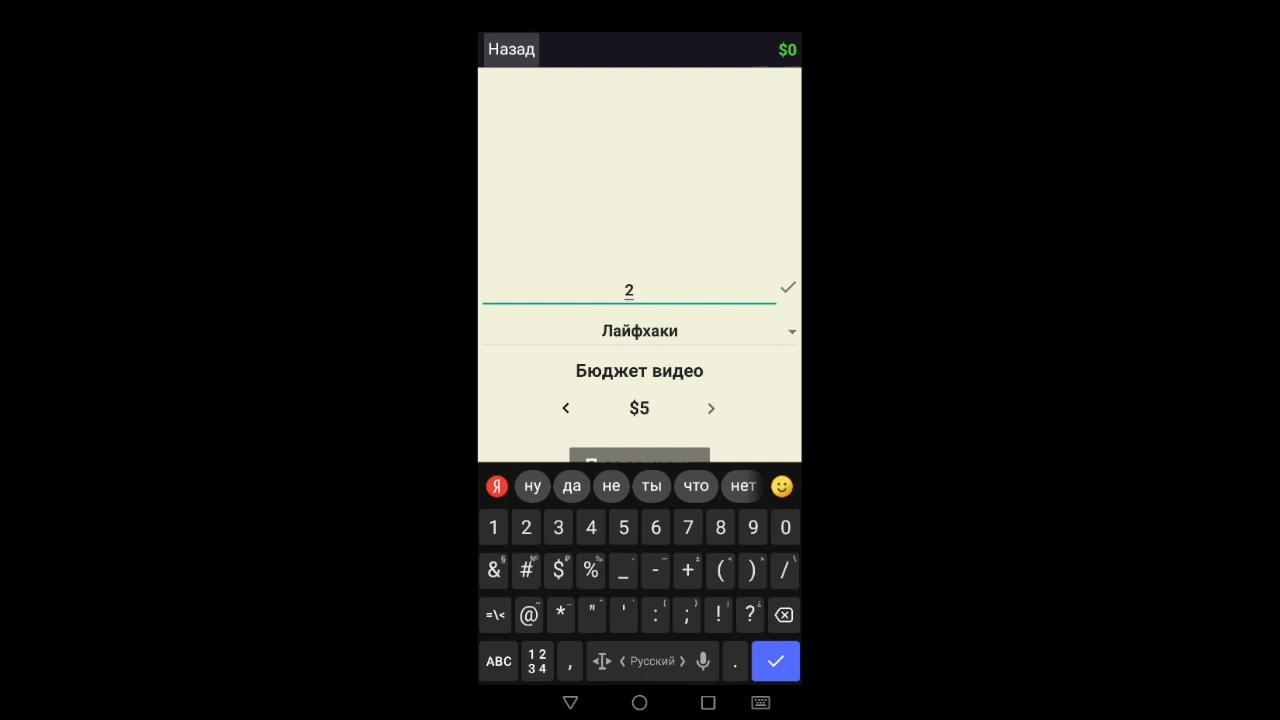 Назад $0
2
Лайфхаки
Бюджет видео
$5
Я ну да не ты что нет
1 2 3 4 5 6 7 8 9 0
& # $ % _ - + ( ) /
=\< @ * " ' : ; ! ?
ABC 1 2 3 4 , Русский .